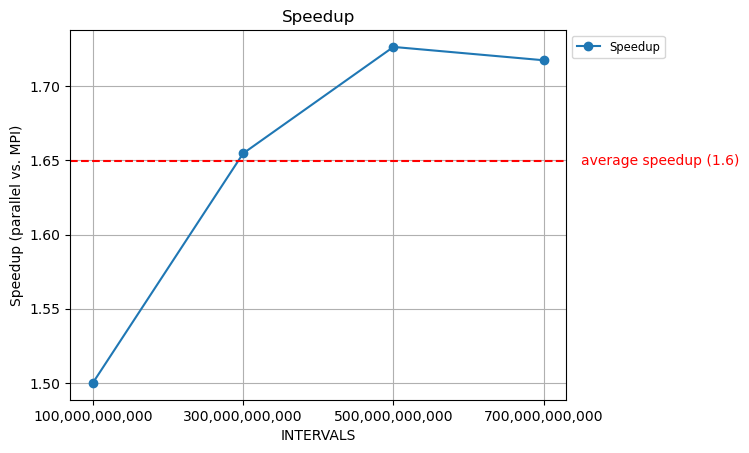 Speedup
Speedup
1.70
1.65
1.60
1.55
1.50
Speedup (parallel vs. MPI)
average speedup (1.6)
100,000,000,000
300,000,000,000
500,000,000,000
700,000,000,000
INTERVALS